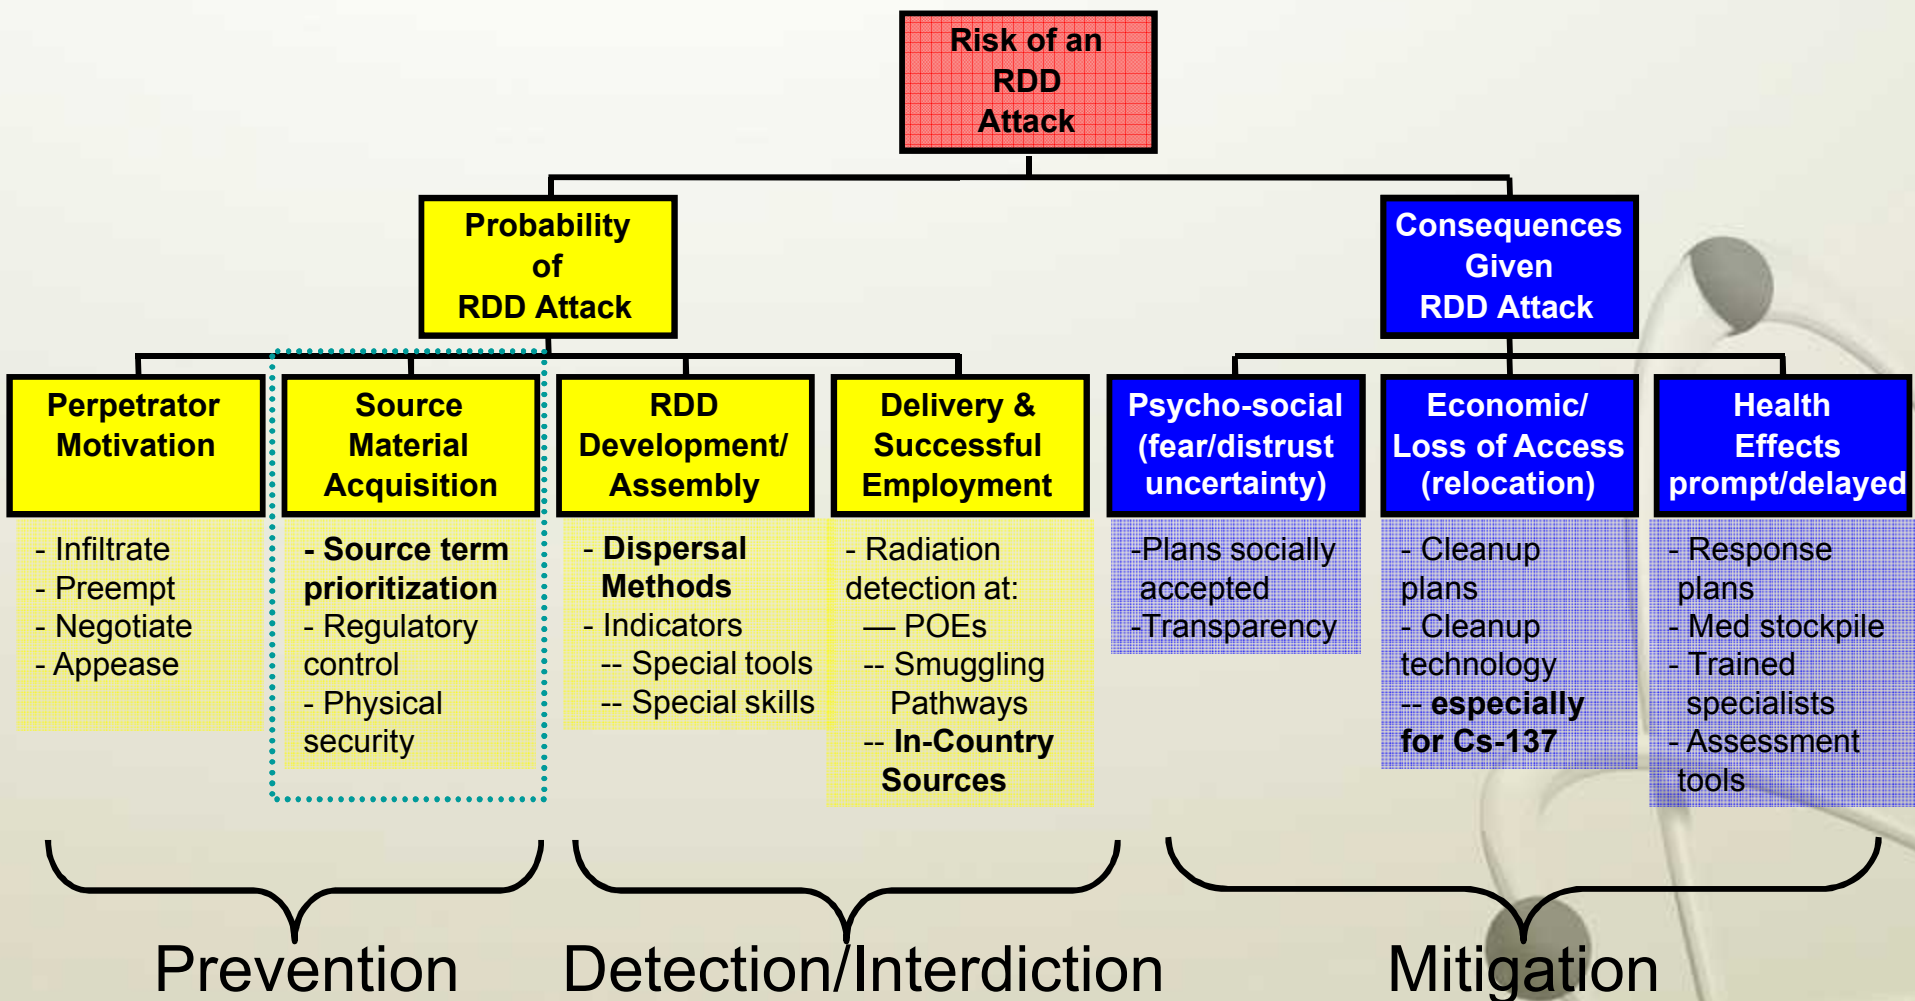 Risk of an
RDD
Attack
Probability
of
RDD Attack
Consequences
Given
RDD Attack
Perpetrator
Motivation
Source
Material
Acquisition
RDD
Development/
Assembly
Delivery &
Successful
Employment
Psycho-social
(fear/distrust
uncertainty)
Economic/
Loss of Access
(relocation)
Health
Effects
prompt/delayed
- Infiltrate
- Preempt
- Negotiate
- Appease
- Source term
prioritization
- Regulatory
control
- Physical
security
- Dispersal
Methods
- Indicators
-- Special tools
-- Special skills
- Radiation
detection at:
— POEs
-- Smuggling
Pathways
-- In-Country
Sources
-Plans socially
accepted
-Transparency
- Cleanup
plans
- Cleanup
technology
-- especially
for Cs-137
- Response
plans
- Med stockpile
- Trained
specialists
- Assessment
tools
Prevention
Detection/Interdiction
Mitigation